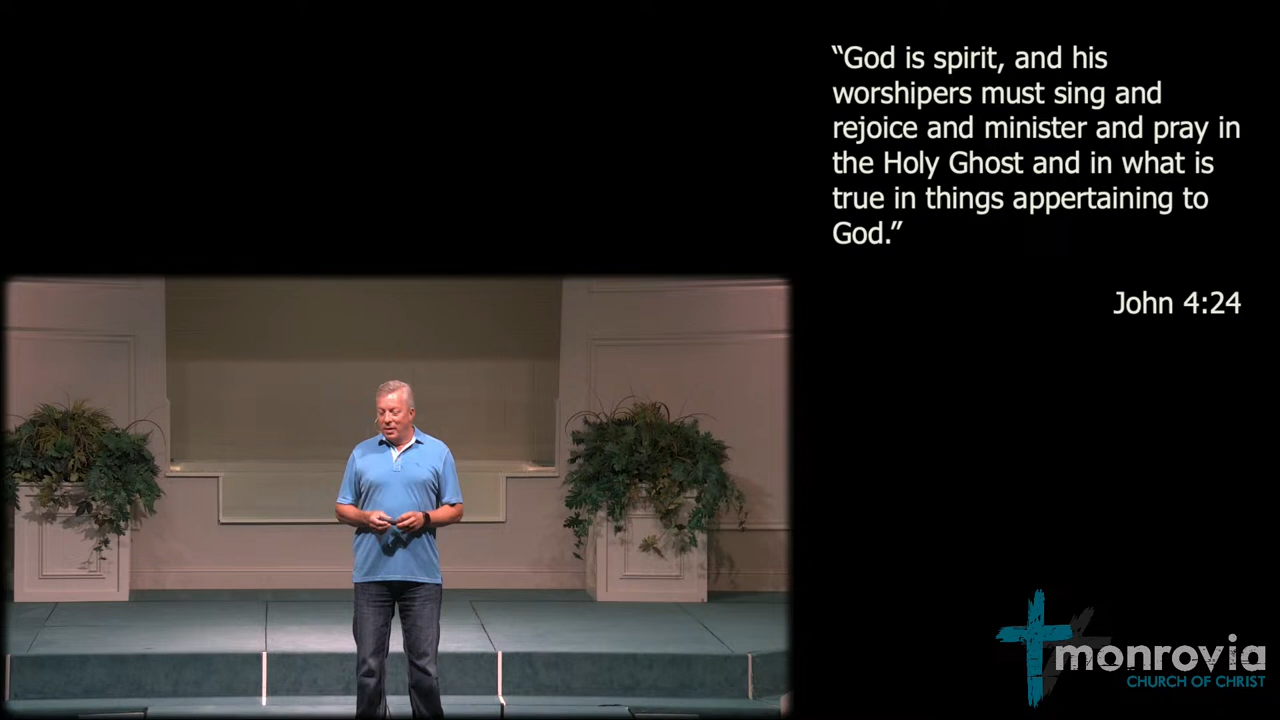 “God is spirit, and his
worshipers must sing and
rejoice and minister and pray in
the Holy Ghost and in what is
true in things appertaining to
God.”
John 4:24
monrovia
CHURCH OF CHRIST